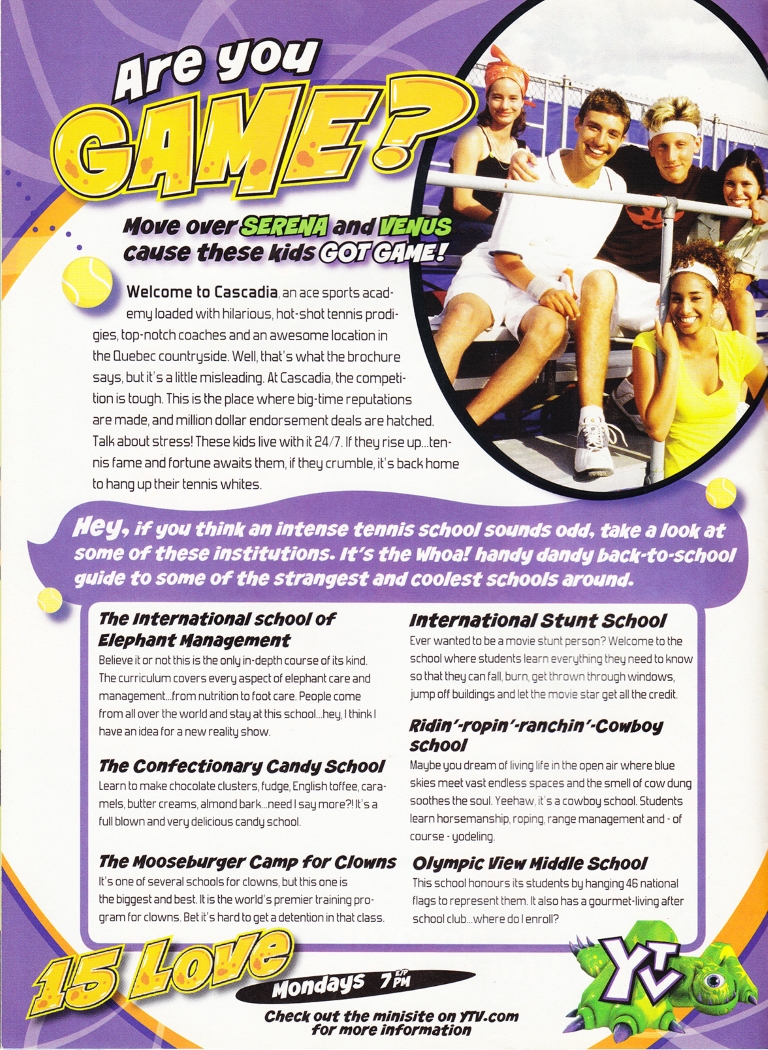 Are you
GAME?
Move over SERENA and VENUS
cause these kids GOT GAME!
Welcome to Cascadia, an ace sports acad-
emy loaded with hilarious, hot-shot tennis prodi-
gies, top-notch coaches and an awesome location in
the Quebec countryside. Well, that's what the brochure
says, but it's a little misleading. At Cascadia, the competi-
tion is tough. This is the place where big-time reputations
are made, and million dollar endorsement deals are hatched.
Talk about stress! These kids live with it 24/7. If they rise up...ten-
nis fame and fortune awaits them, if they crumble, it's back home
to hang up their tennis whites.
Hey, if you think an intense tennis school sounds odd, take a look at
some of these institutions. It's the Whoa! handy dandy back-to-school
guide to some of the strangest and coolest schools around.
The International school of
Elephant Management
Believe it or not this is the only in-depth course of its kind.
The curriculum covers every aspect of elephant care and
management...from nutrition to foot care. People come
from all over the world and stay at this school...hey, I think I
have an idea for a new reality show.
The Confectionary Candy School
Learn to make chocolate clusters, fudge, English toffee, cara-
mels, butter creams, almond bark...need I say more?! It's a
full blown and very delicious candy school.
The Mooseburger Camp for Clowns
It's one of several schools for clowns, but this one is
the biggest and best. It is the world's premier training pro-
gram for clowns. Bet it's hard to get a detention in that class.
International Stunt School
Ever wanted to be a movie stunt person? Welcome to the
school where students learn everything they need to know
so that they can fall, burn, get thrown through windows,
jump off buildings and let the movie star get all the credit.
Ridin'-ropin'-ranchin'-Cowboy
school
Maybe you dream of living life in the open air where blue
skies meet vast endless spaces and the smell of cow dung
soothes the soul. Yeehaw, it's a cowboy school. Students
learn horsemanship, roping, range management and - of
course - yodeling.
Olympic View Middle School
This school honours its students by hanging 46 national
flags to represent them. It also has a gourmet-living after
school club...where do I enroll?
15 Love
Mondays 7 E/P PM
Check out the minisite on YTV.com
for more information
YTV